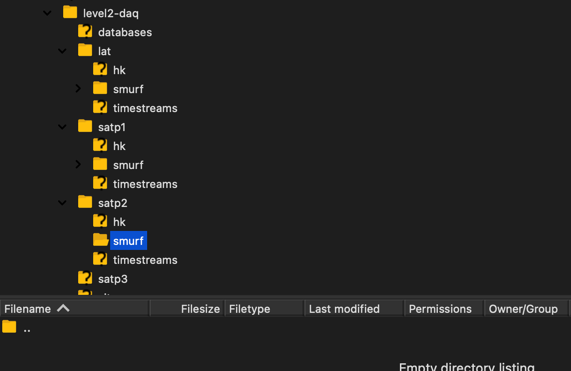 level2-daq
databases
lat
hk
smurf
timestreams
satp1
hk
smurf
timestreams
satp2
hk
smurf
timestreams
satp3
Filename Filesize Filetype Last modified Permissions Owner/Group
..
Empty directory listing